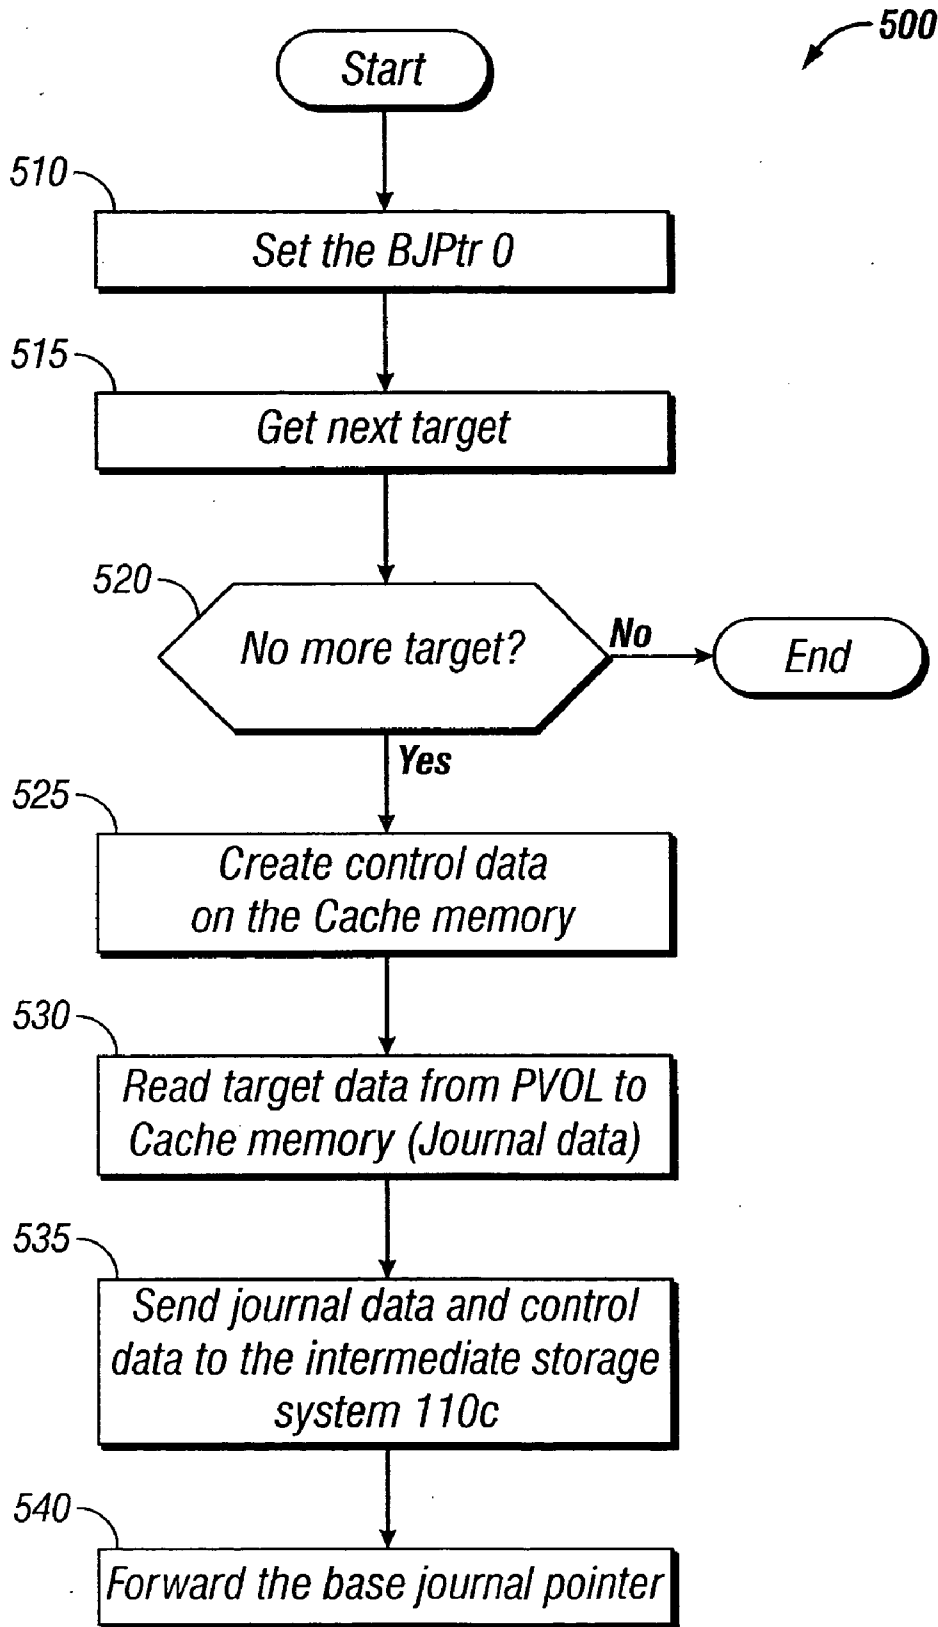 500
Start
510
Set the BJPtr 0
515
Get next target
520
No more target?
No
End
Yes
525
Create control data
on the Cache memory
530
Read target data from PVOL to
Cache memory (Journal data)
535
Send journal data and control
data to the intermediate storage
system 110c
540
Forward the base journal pointer